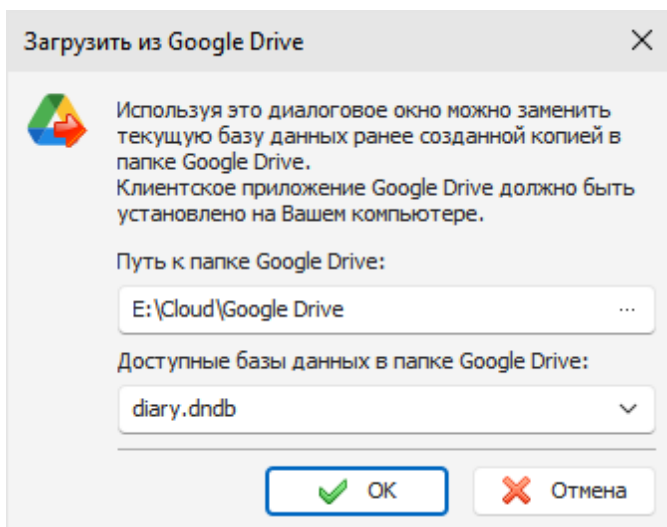 Загрузить из Google Drive
Используя это диалоговое окно можно заменить
текущую базу данных ранее созданной копией в
папке Google Drive.
Клиентское приложение Google Drive должно быть
установлено на Вашем компьютере.
Путь к папке Google Drive:
E:\Cloud\Google Drive
...
Доступные базы данных в папке Google Drive:
diary.dndb
OK
Отмена